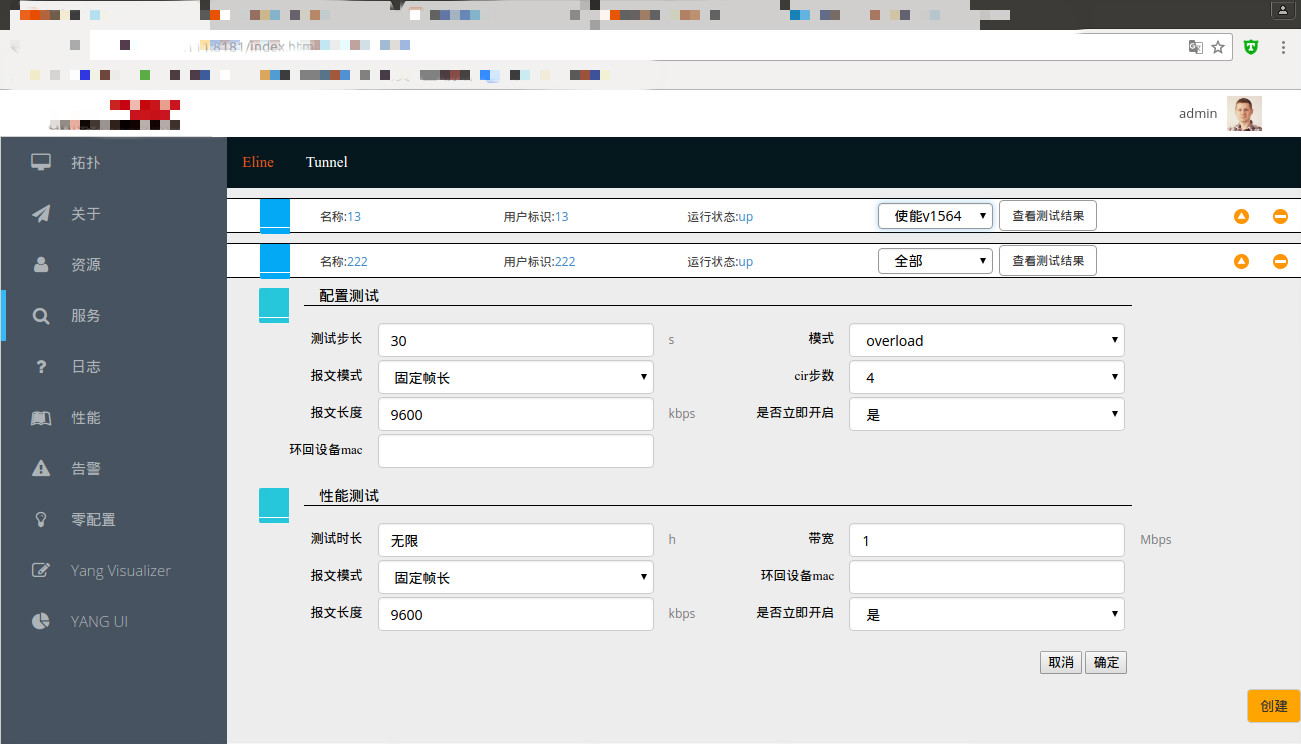 :8181/index.htm
admin
拓扑
关于
资源
服务
日志
性能
告警
零配置
Yang Visualizer
YANG UI
Eline Tunnel
名称:13 用户标识:13 运行状态:up 使能y1564 查看测试结果
名称:222 用户标识:222 运行状态:up 全部 查看测试结果
配置测试
测试步长 30 s 模式 overload
报文模式 固定帧长 cir步数 4
报文长度 9600 kbps 是否立即开启 是
环回设备mac
性能测试
测试时长 无限 h 带宽 1 Mbps
报文模式 固定帧长 环回设备mac
报文长度 9600 kbps 是否立即开启 是
取消 确定
创建